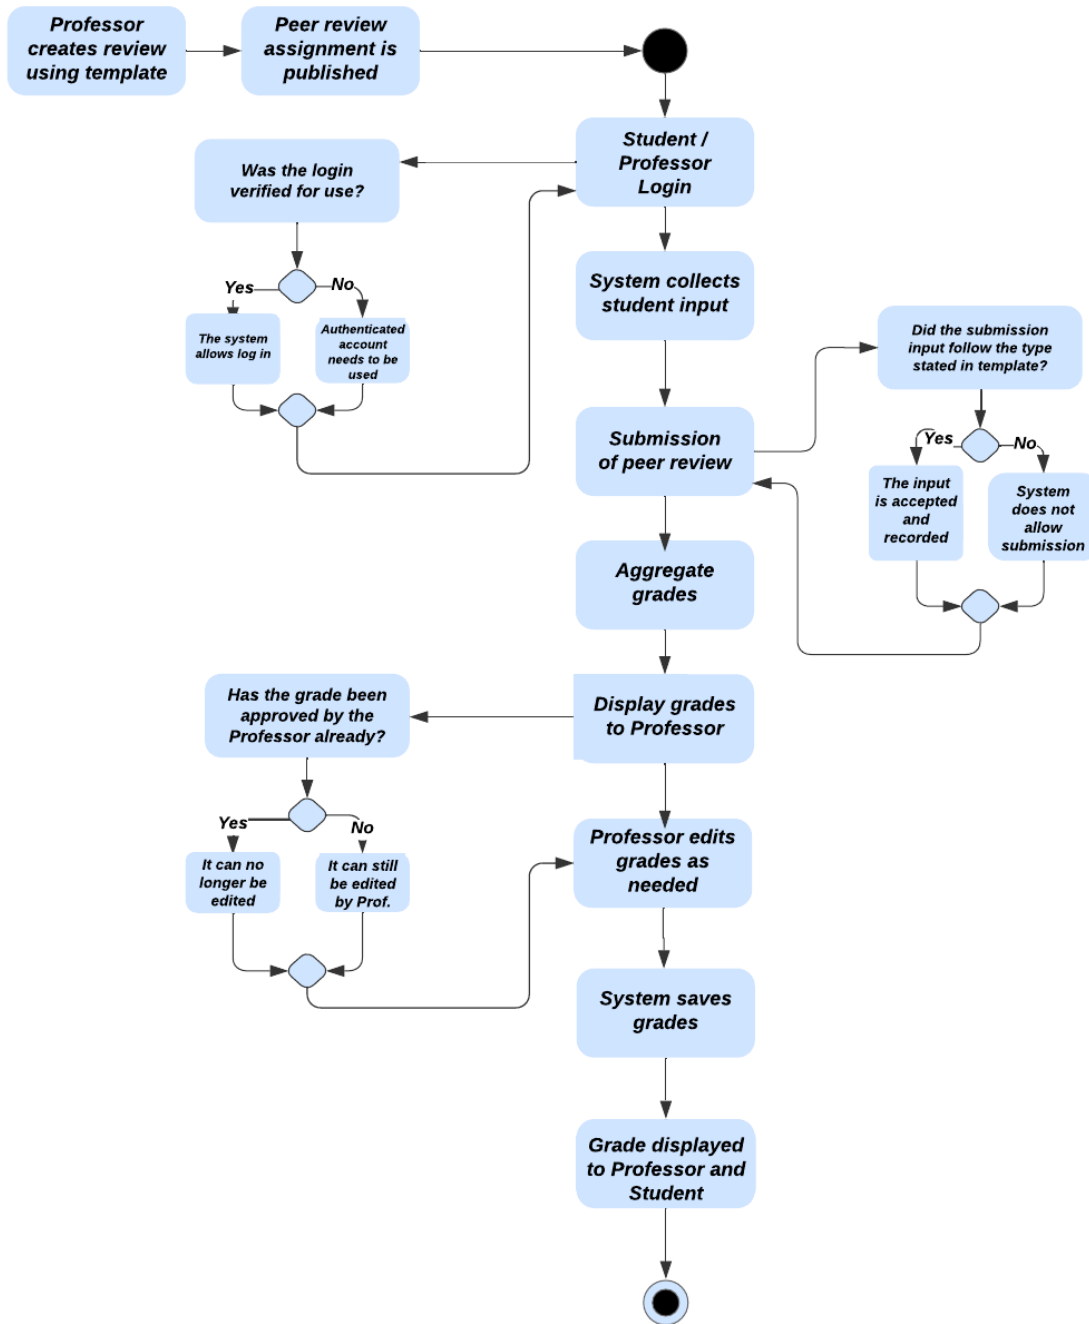 Professor
creates review
using template
Peer review
assignment is
published
Student /
Professor
Login
Was the login
verified for use?
Yes
No
The system
allows log in
Authenticated
account
needs to be
used
System collects
student input
Did the submission
input follow the type
stated in template?
Yes
No
The input
is accepted
and
recorded
System
does not
allow
submission
Submission
of peer review
Aggregate
grades
Display grades
to Professor
Has the grade been
approved by the
Professor already?
Yes
No
It can no
longer be
edited
It can still
be edited
by Prof.
Professor edits
grades as
needed
System saves
grades
Grade displayed
to Professor and
Student